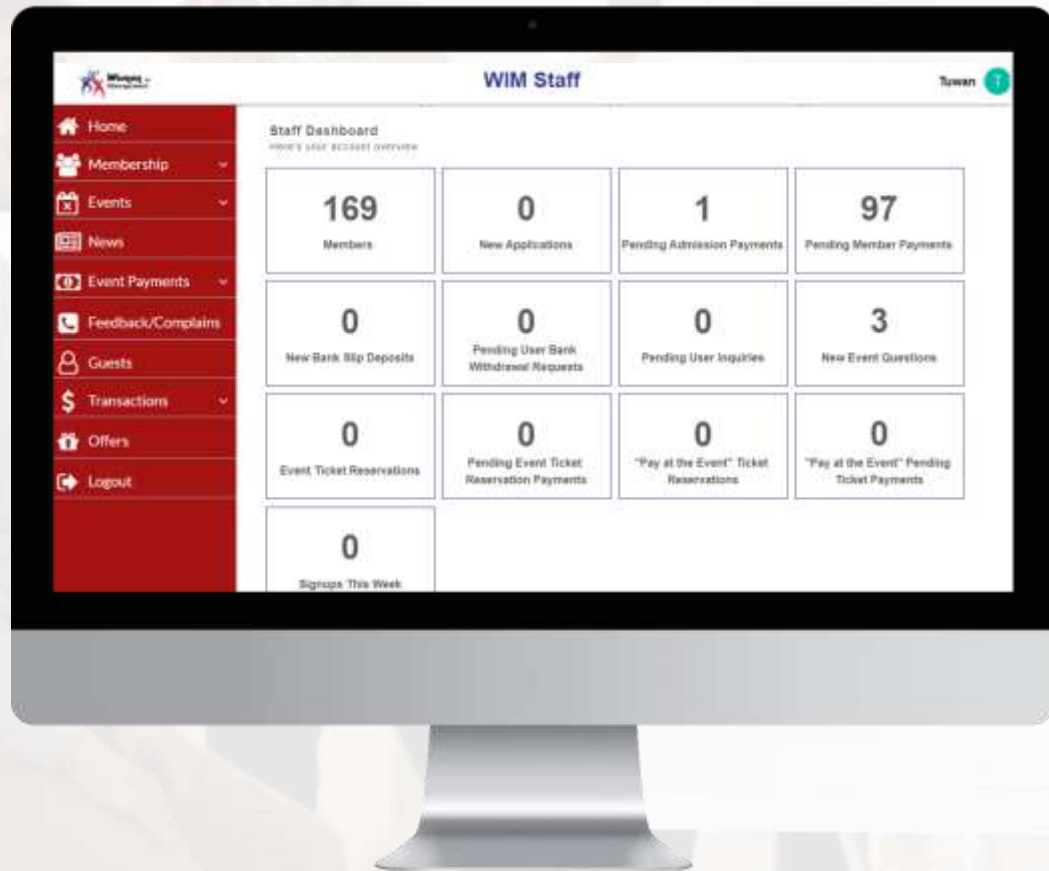 WIM Staff
Tuwan
T
Home
Membership
Events
News
Event Payments
Feedback/Complains
Guests
Transactions
Offers
Logout
Staff Dashboard
Here's your account overview
169
Members
0
New Applications
1
Pending Admission Payments
97
Pending Member Payments
0
New Bank Slip Deposits
0
Pending User Bank
Withdrawal Requests
0
Pending User Inquiries
3
New Event Questions
0
Event Ticket Reservations
0
Pending Event Ticket
Reservation Payments
0
"Pay at the Event" Ticket
Reservations
0
"Pay at the Event" Pending
Ticket Payments
0
Signups This Week